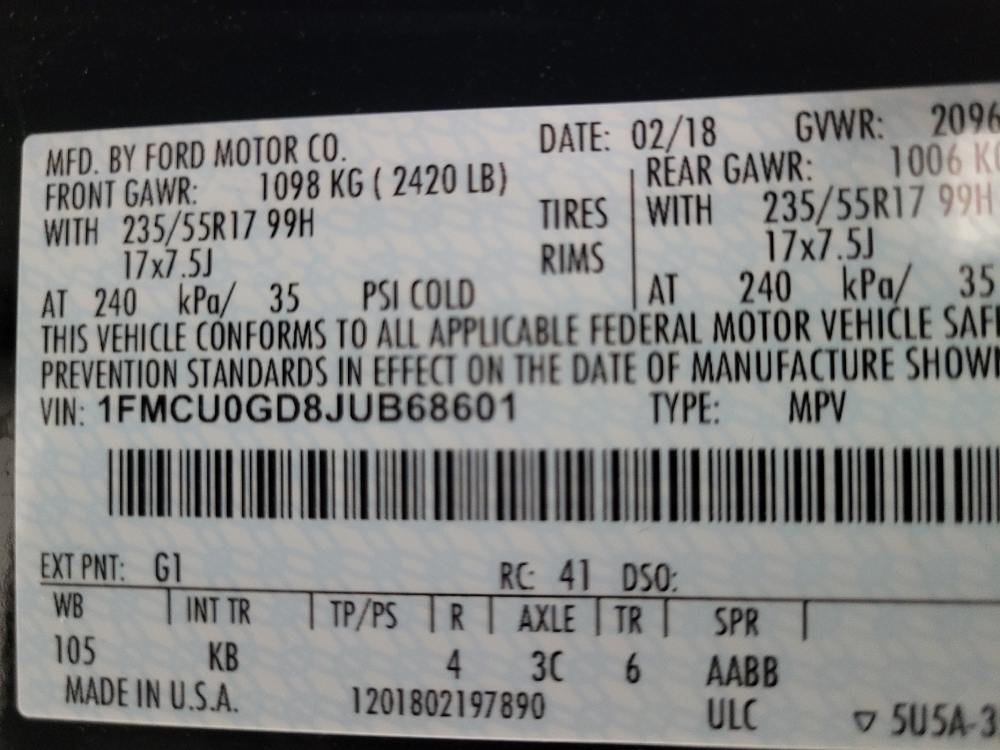 MFD. BY FORD MOTOR CO. DATE: 02/18 GVWR: 2096
FRONT GAWR: 1098 KG ( 2420 LB) REAR GAWR: 1006 KG
WITH 235/55R17 99H TIRES WITH 235/55R17 99H
17x7.5J RIMS 17x7.5J
AT 240 kPa/ 35 PSI COLD AT 240 kPa/ 35
THIS VEHICLE CONFORMS TO ALL APPLICABLE FEDERAL MOTOR VEHICLE SAFE
PREVENTION STANDARDS IN EFFECT ON THE DATE OF MANUFACTURE SHOWN
VIN: 1FMCU0GD8JUB68601 TYPE: MPV
EXT PNT: G1 RC: 41 DSO:
WB INT TR TP/PS R AXLE TR SPR
105 KB 4 3C 6 AABB
MADE IN U.S.A. 1201802197890 ULC ▽ 5U5A-3